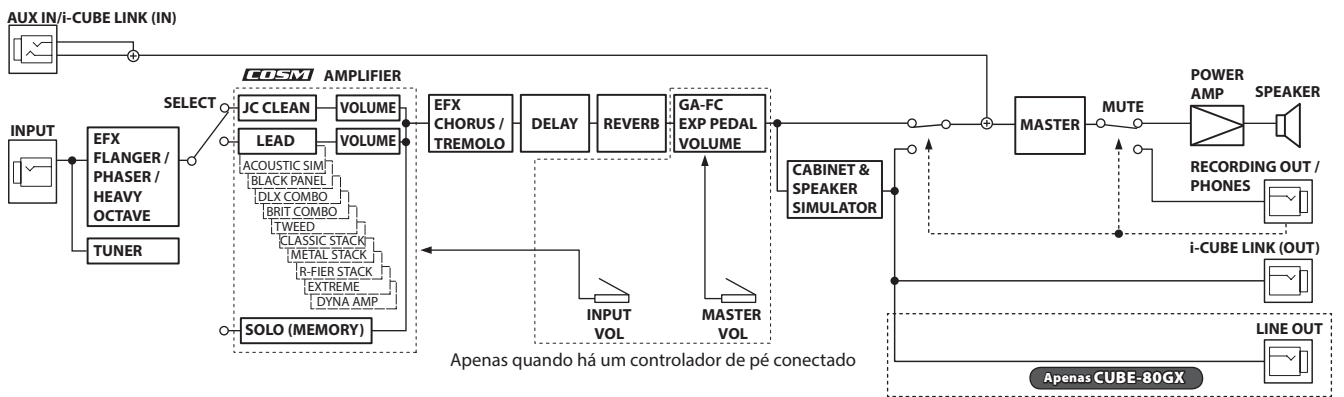 AUX IN/i-CUBE LINK (IN)
COSM AMPLIFIER
SELECT
JC CLEAN
VOLUME
LEAD
VOLUME
ACOUSTIC SIM
BLACK PANEL
DLX COMBO
BRIT COMBO
TWEED
CLASSIC STACK
METAL STACK
R-FIER STACK
EXTREME
DYNA AMP
SOLO (MEMORY)
INPUT
EFX
FLANGER /
PHASER /
HEAVY
OCTAVE
TUNER
EFX
CHORUS /
TREMOLO
DELAY
REVERB
GA-FC
EXP PEDAL
VOLUME
INPUT
VOL
MASTER
VOL
Apenas quando há um controlador de pé conectado
CABINET &
SPEAKER
SIMULATOR
MASTER
MUTE
POWER
AMP
SPEAKER
RECORDING OUT /
PHONES
i-CUBE LINK (OUT)
LINE OUT
Apenas CUBE-80GX